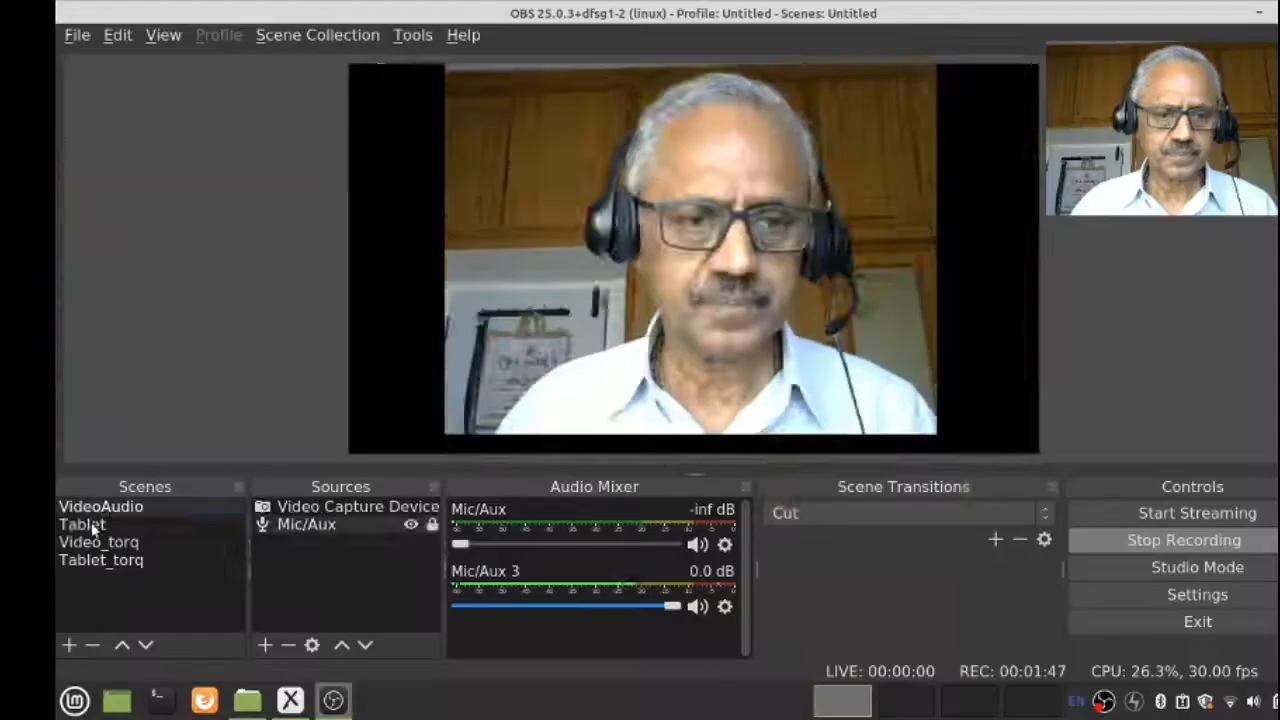 OBS 25.0.3+dfsg1-2 (linux) - Profile: Untitled - Scenes: Untitled
File Edit View Profile Scene Collection Tools Help
Scenes
VideoAudio
Tablet
Video_torq
Tablet_torq
Sources
Video Capture Device
Mic/Aux
Audio Mixer
Mic/Aux -inf dB
Mic/Aux 3 0.0 dB
Scene Transitions
Cut
Controls
Start Streaming
Stop Recording
Studio Mode
Settings
Exit
LIVE: 00:00:00 REC: 00:01:47 CPU: 26.3%, 30.00 fps
EN